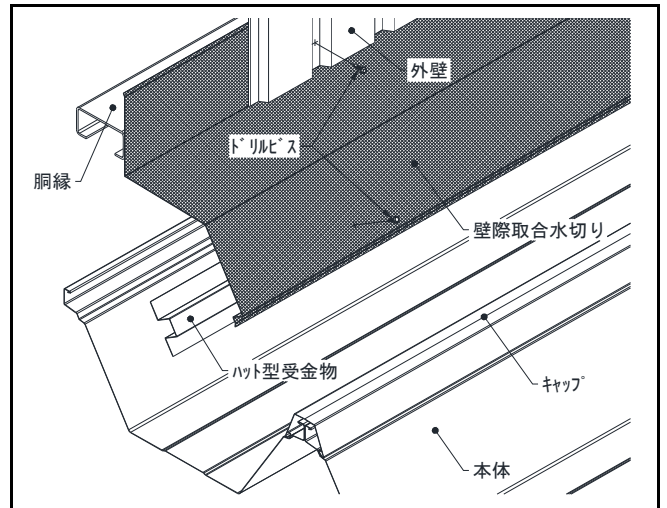 外壁
ﾄﾞﾘﾙﾋﾞｽ
胴縁
壁際取合水切り
ﾊｯﾄ型受金物
ｷｬｯﾌﾟ
本体